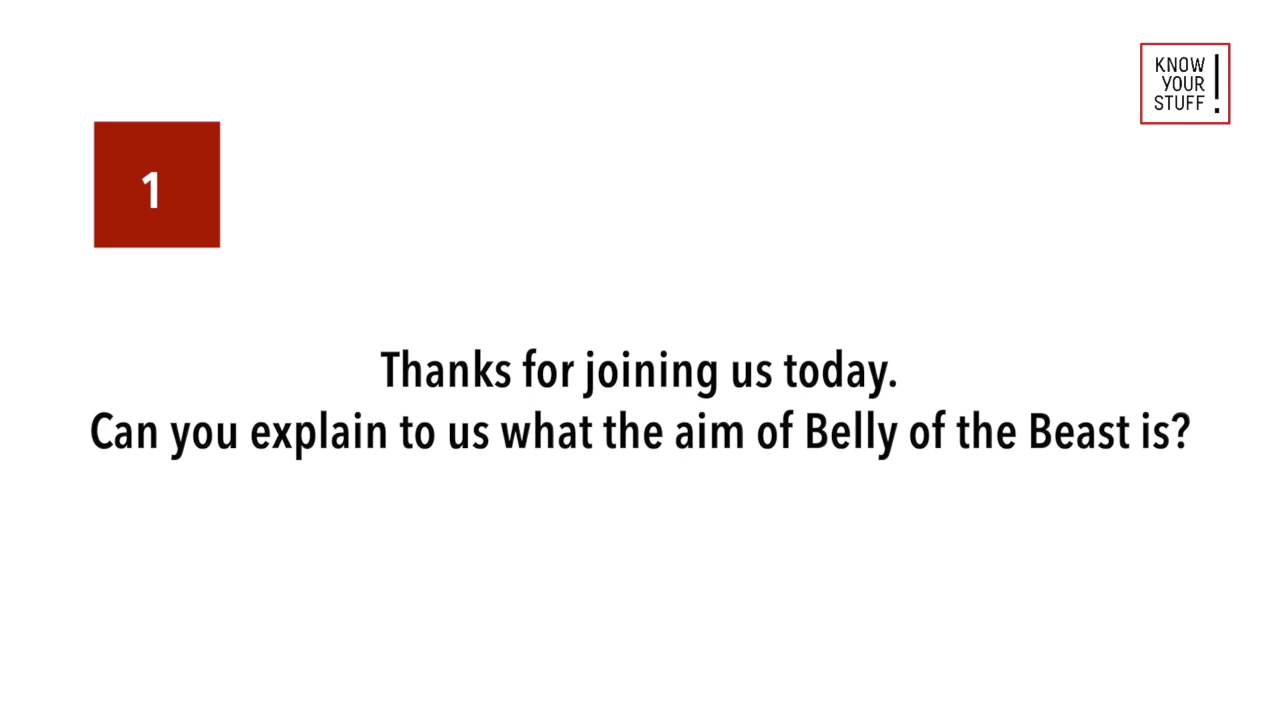 KNOW
YOUR
STUFF!
1
Thanks for joining us today.
Can you explain to us what the aim of Belly of the Beast is?